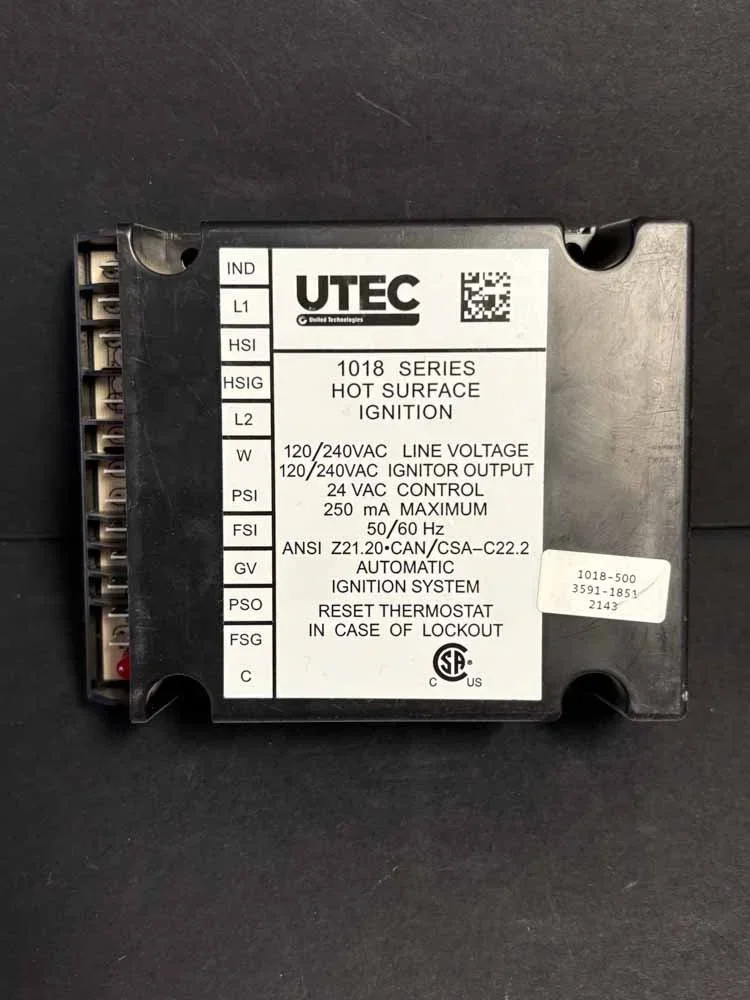 IND
L1
HSI
HSIG
L2
W
PSI
FSI
GV
PSO
FSG
C
UTEC
United Technologies
1018 SERIES
HOT SURFACE
IGNITION
120/240VAC LINE VOLTAGE
120/240VAC IGNITOR OUTPUT
24 VAC CONTROL
250 mA MAXIMUM
50/60 Hz
ANSI Z21.20•CAN/CSA-C22.2
AUTOMATIC
IGNITION SYSTEM
RESET THERMOSTAT
IN CASE OF LOCKOUT
SA®
C US
1018-500
3591-1851
2143